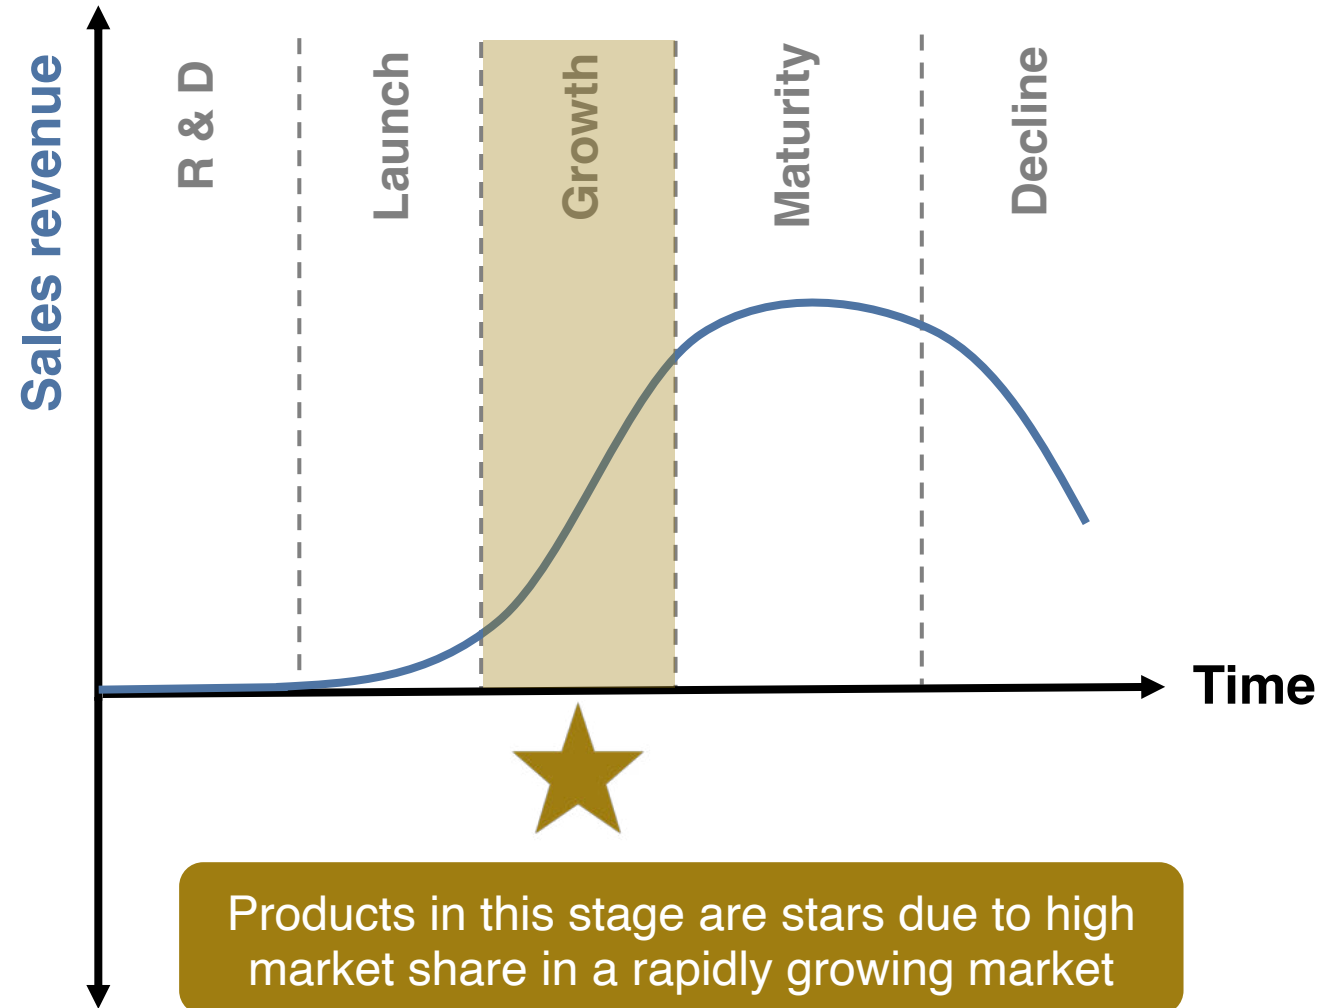 Sales revenue
R & D
Launch
Growth
Maturity
Decline
Time
Products in this stage are stars due to high
market share in a rapidly growing market